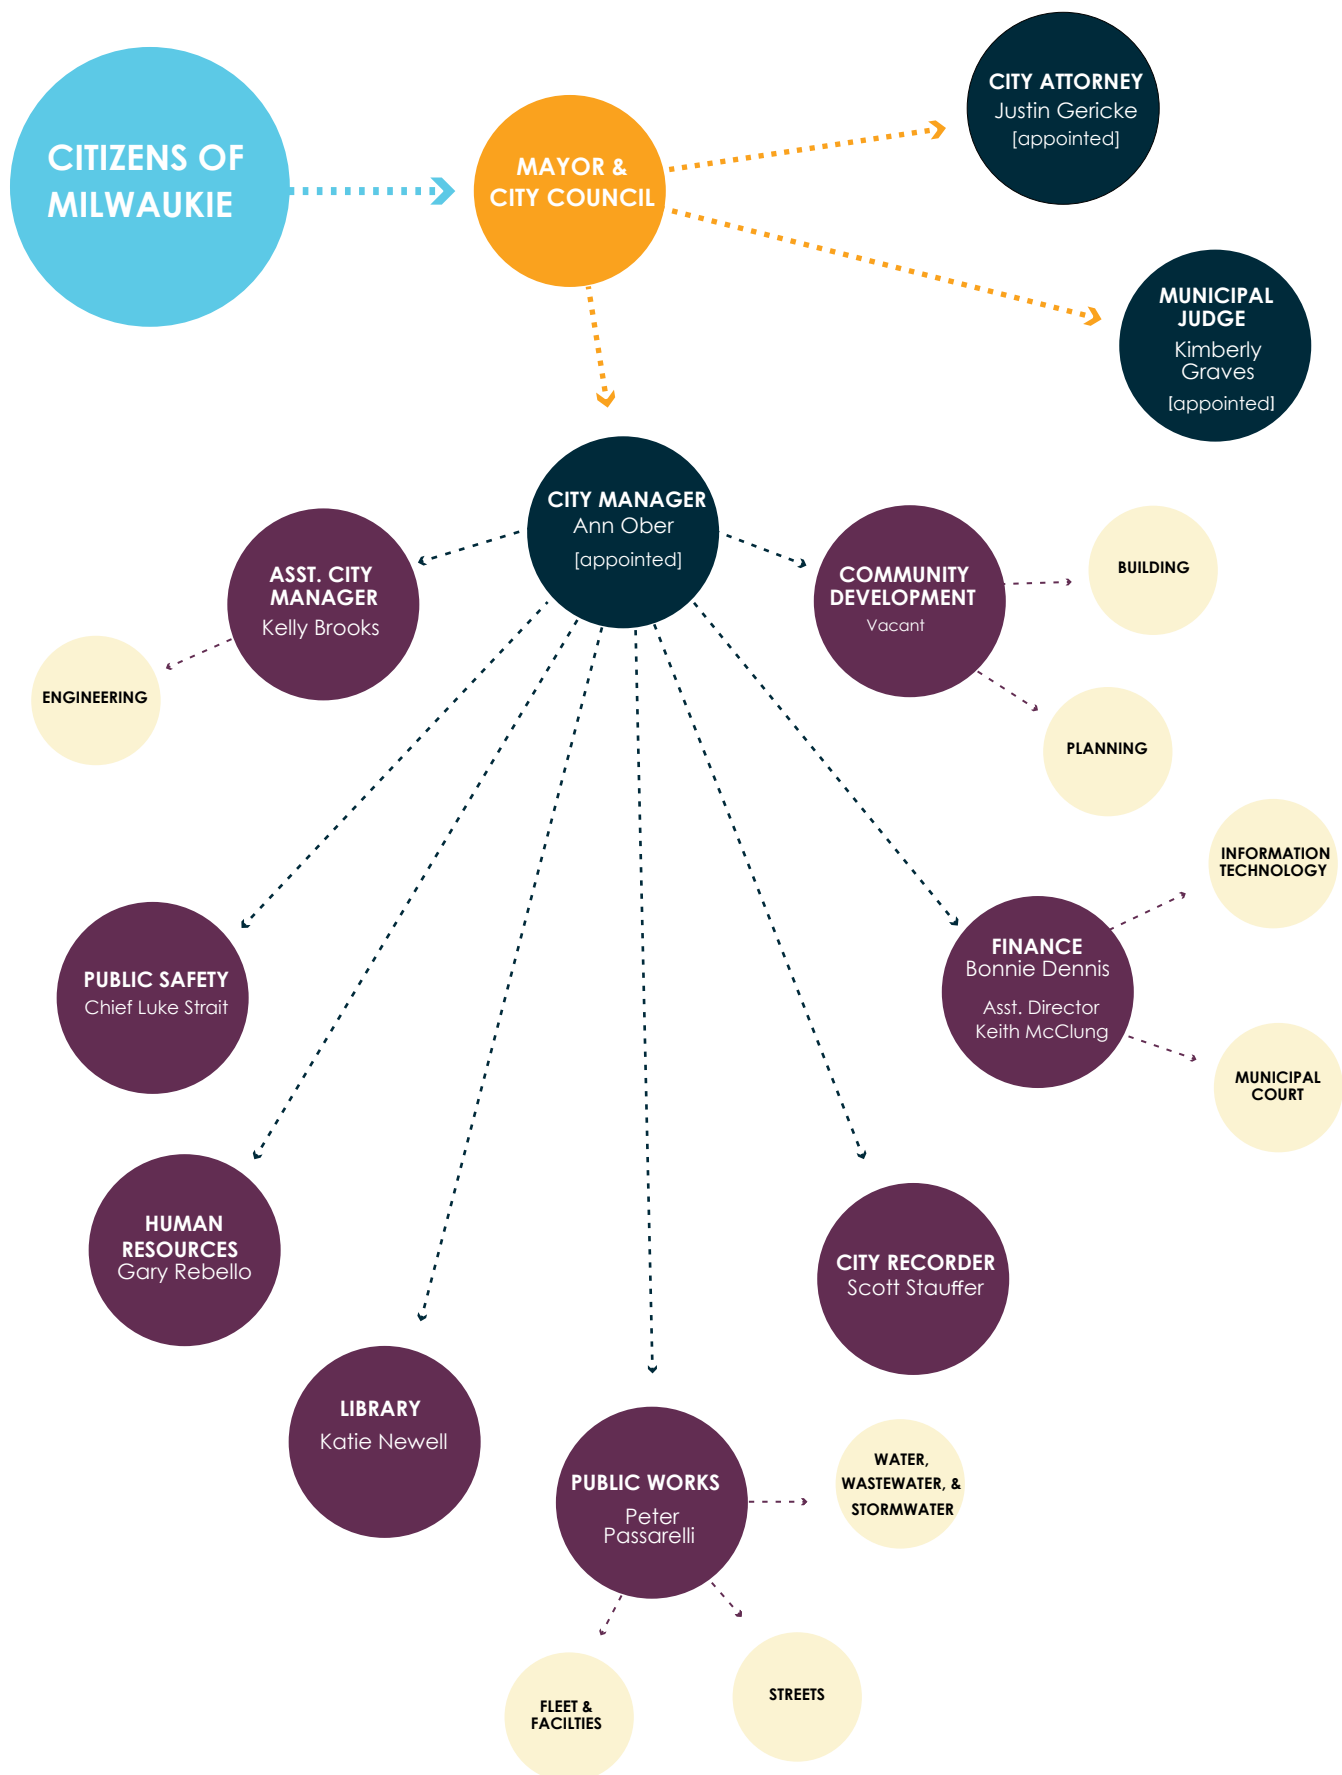 CITIZENS OF
MILWAUKIE
MAYOR &
CITY COUNCIL
CITY ATTORNEY
Justin Gericke
[appointed]
MUNICIPAL
JUDGE
Kimberly
Graves
[appointed]
CITY MANAGER
Ann Ober
[appointed]
ASST. CITY
MANAGER
Kelly Brooks
ENGINEERING
COMMUNITY
DEVELOPMENT
Vacant
BUILDING
PLANNING
INFORMATION
TECHNOLOGY
FINANCE
Bonnie Dennis
Asst. Director
Keith McClung
MUNICIPAL
COURT
PUBLIC SAFETY
Chief Luke Strait
HUMAN
RESOURCES
Gary Rebello
CITY RECORDER
Scott Stauffer
LIBRARY
Katie Newell
PUBLIC WORKS
Peter
Passarelli
WATER,
WASTEWATER, &
STORMWATER
FLEET &
FACILTIES
STREETS